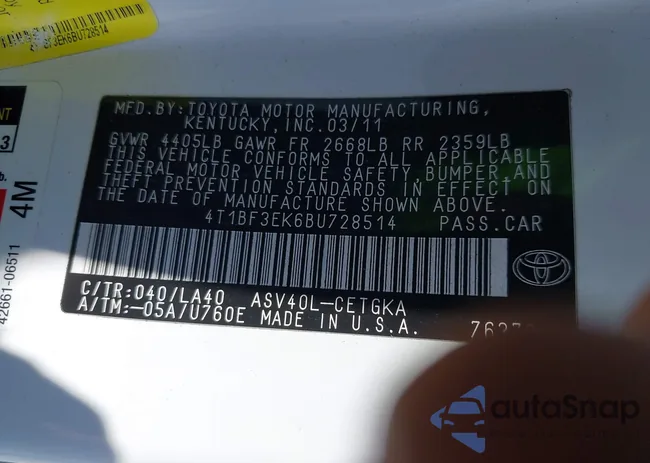 4T1BF3EK6BU728514
NT
3
4M
42661-06511
MFD.BY:TOYOTA MOTOR MANUFACTURING,
KENTUCKY,INC.03/11
GVWR 4405LB GAWR FR 2668LB RR 2359LB
THIS VEHICLE CONFORMS TO ALL APPLICABLE
FEDERAL MOTOR VEHICLE SAFETY,BUMPER,AND
THEFT PREVENTION STANDARDS IN EFFECT ON
THE DATE OF MANUFACTURE SHOWN ABOVE.
4T1BF3EK6BU728514 PASS.CAR
C/TR:040/LA40 ASV40L-CETGKA
A/TM:-05A/U760E MADE IN U.S.A.
autoSnap